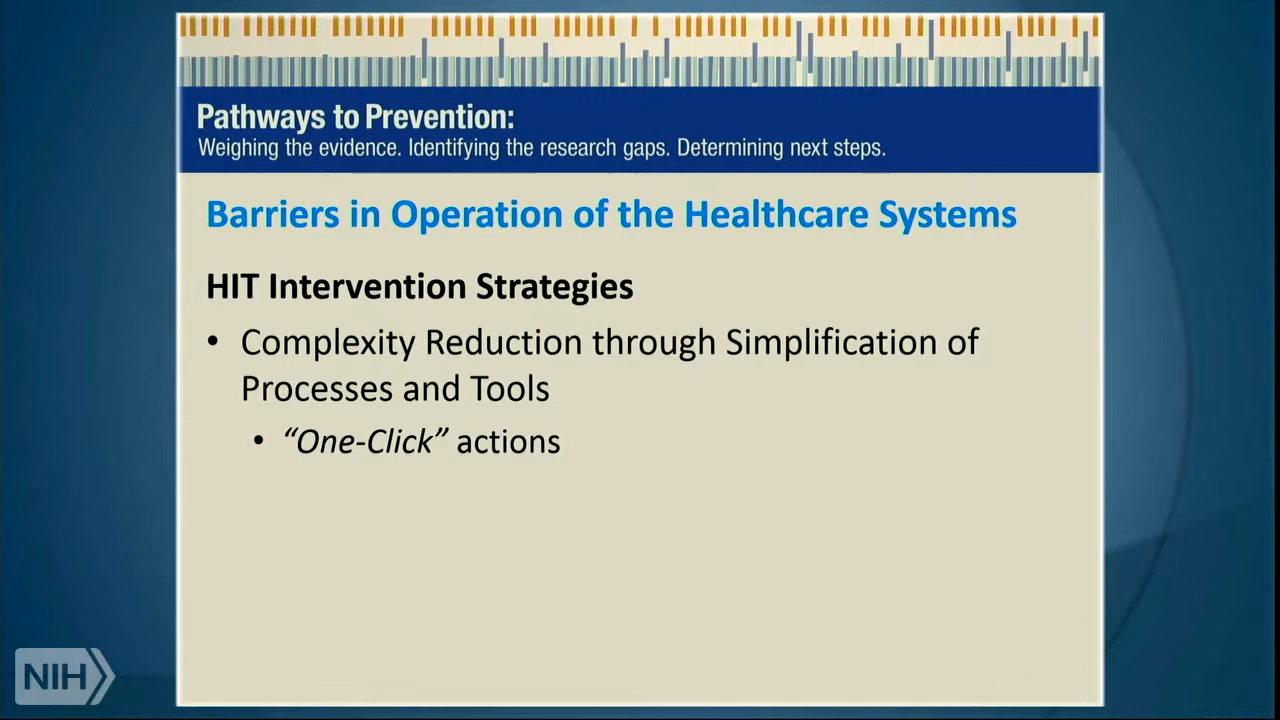 Pathways to Prevention:
Weighing the evidence. Identifying the research gaps. Determining next steps.
Barriers in Operation of the Healthcare Systems
HIT Intervention Strategies
• Complexity Reduction through Simplification of
Processes and Tools
• “One-Click” actions
NIH